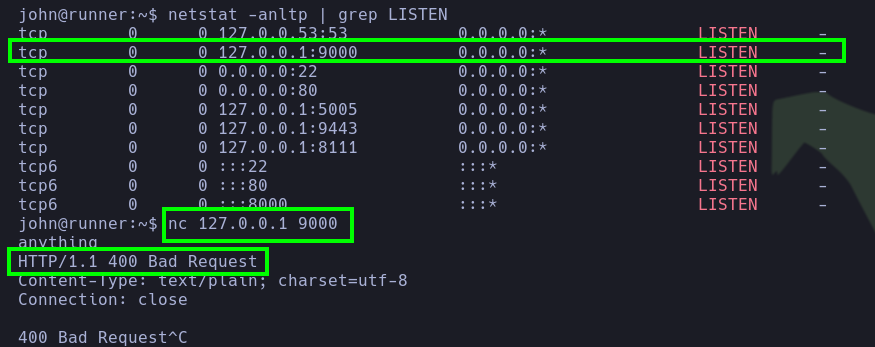 john@runner:~$ netstat -anltp | grep LISTEN
tcp 0 0 127.0.0.53:53 0.0.0.0:* LISTEN -
tcp 0 0 127.0.0.1:9000 0.0.0.0:* LISTEN -
tcp 0 0 0.0.0.0:22 0.0.0.0:* LISTEN -
tcp 0 0 0.0.0.0:80 0.0.0.0:* LISTEN -
tcp 0 0 127.0.0.1:5005 0.0.0.0:* LISTEN -
tcp 0 0 127.0.0.1:9443 0.0.0.0:* LISTEN -
tcp 0 0 127.0.0.1:8111 0.0.0.0:* LISTEN -
tcp6 0 0 :::22 :::* LISTEN -
tcp6 0 0 :::80 :::* LISTEN -
tcp6 0 0 :::8000 :::* LISTEN -
john@runner:~$ nc 127.0.0.1 9000
anything
HTTP/1.1 400 Bad Request
Content-Type: text/plain; charset=utf-8
Connection: close

400 Bad Request^C